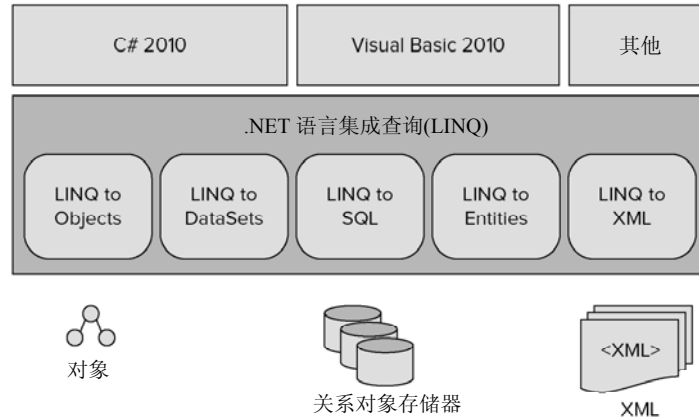 C# 2010
Visual Basic 2010
其他
.NET 语言集成查询(LINQ)
LINQ to
Objects
LINQ to
DataSets
LINQ to
SQL
LINQ to
Entities
LINQ to
XML
对象
关系对象存储器
<XML>
XML